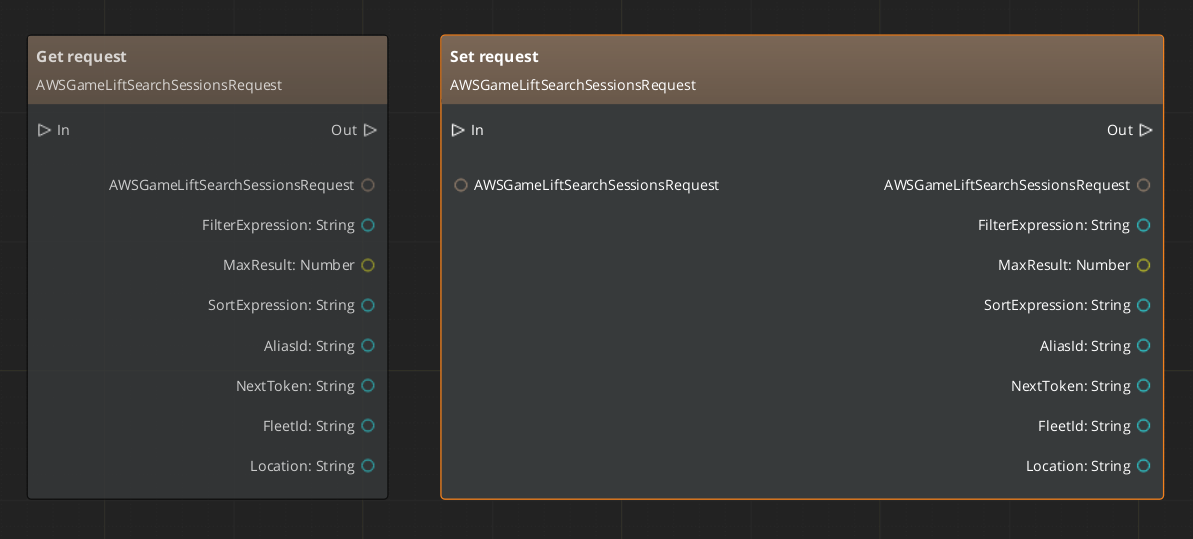 Get request
AWSGameLiftSearchSessionsRequest
In
Out
AWSGameLiftSearchSessionsRequest
FilterExpression: String
MaxResult: Number
SortExpression: String
AliasId: String
NextToken: String
FleetId: String
Location: String
Set request
AWSGameLiftSearchSessionsRequest
In
Out
AWSGameLiftSearchSessionsRequest
AWSGameLiftSearchSessionsRequest
FilterExpression: String
MaxResult: Number
SortExpression: String
AliasId: String
NextToken: String
FleetId: String
Location: String